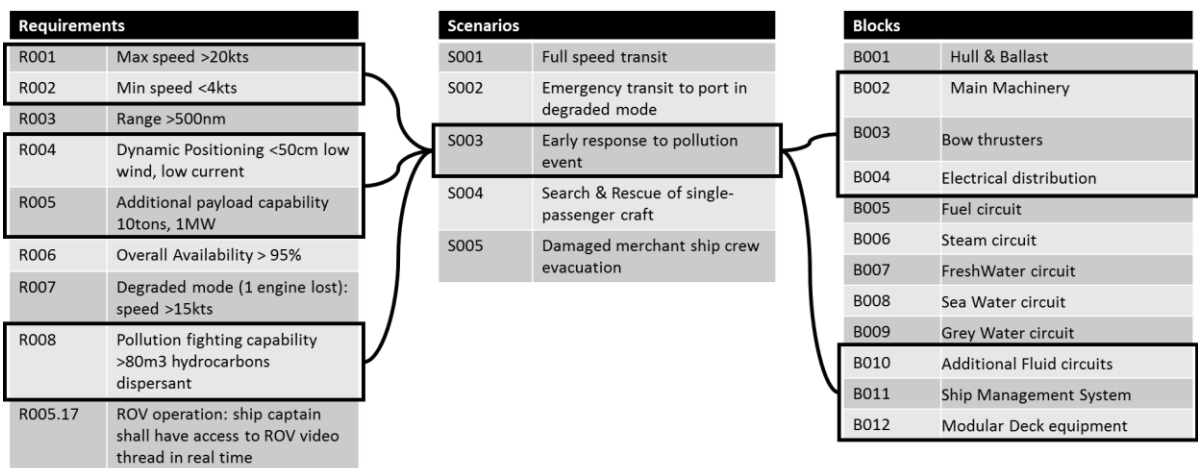 Requirements
R001 Max speed >20kts
R002 Min speed <4kts
R003 Range >500nm
R004 Dynamic Positioning <50cm low
wind, low current
R005 Additional payload capability
10tons, 1MW
R006 Overall Availability > 95%
R007 Degraded mode (1 engine lost):
speed >15kts
R008 Pollution fighting capability
>80m3 hydrocarbons
dispersant
R005.17 ROV operation: ship captain
shall have access to ROV video
thread in real time
Scenarios
S001 Full speed transit
S002 Emergency transit to port in
degraded mode
S003 Early response to pollution
event
S004 Search & Rescue of single-
passenger craft
S005 Damaged merchant ship crew
evacuation
Blocks
B001 Hull & Ballast
B002 Main Machinery
B003 Bow thrusters
B004 Electrical distribution
B005 Fuel circuit
B006 Steam circuit
B007 FreshWater circuit
B008 Sea Water circuit
B009 Grey Water circuit
B010 Additional Fluid circuits
B011 Ship Management System
B012 Modular Deck equipment